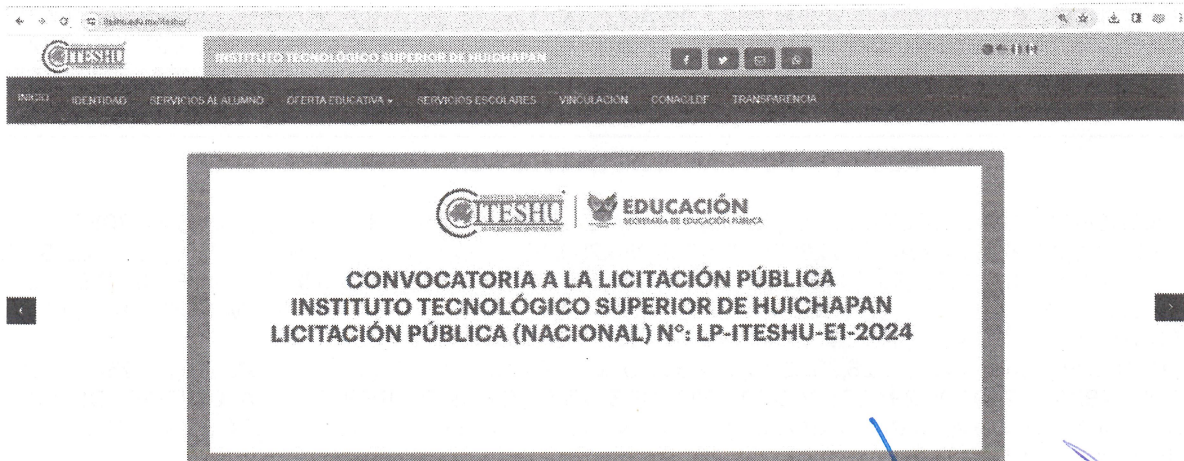 ITESHU
INSTITUTO TECNOLÓGICO SUPERIOR DE HUICHAPAN
INICIO IDENTIDAD SERVICIOS AL ALUMNO OFERTA EDUCATIVA SERVICIOS ESCOLARES VINCULACIÓN CONAC/LDF TRANSPARENCIA
ITESHU EDUCACIÓN
SECRETARÍA DE EDUCACIÓN PÚBLICA
CONVOCATORIA A LA LICITACIÓN PÚBLICA
INSTITUTO TECNOLÓGICO SUPERIOR DE HUICHAPAN
LICITACIÓN PÚBLICA (NACIONAL) N°: LP-ITESHU-E1-2024